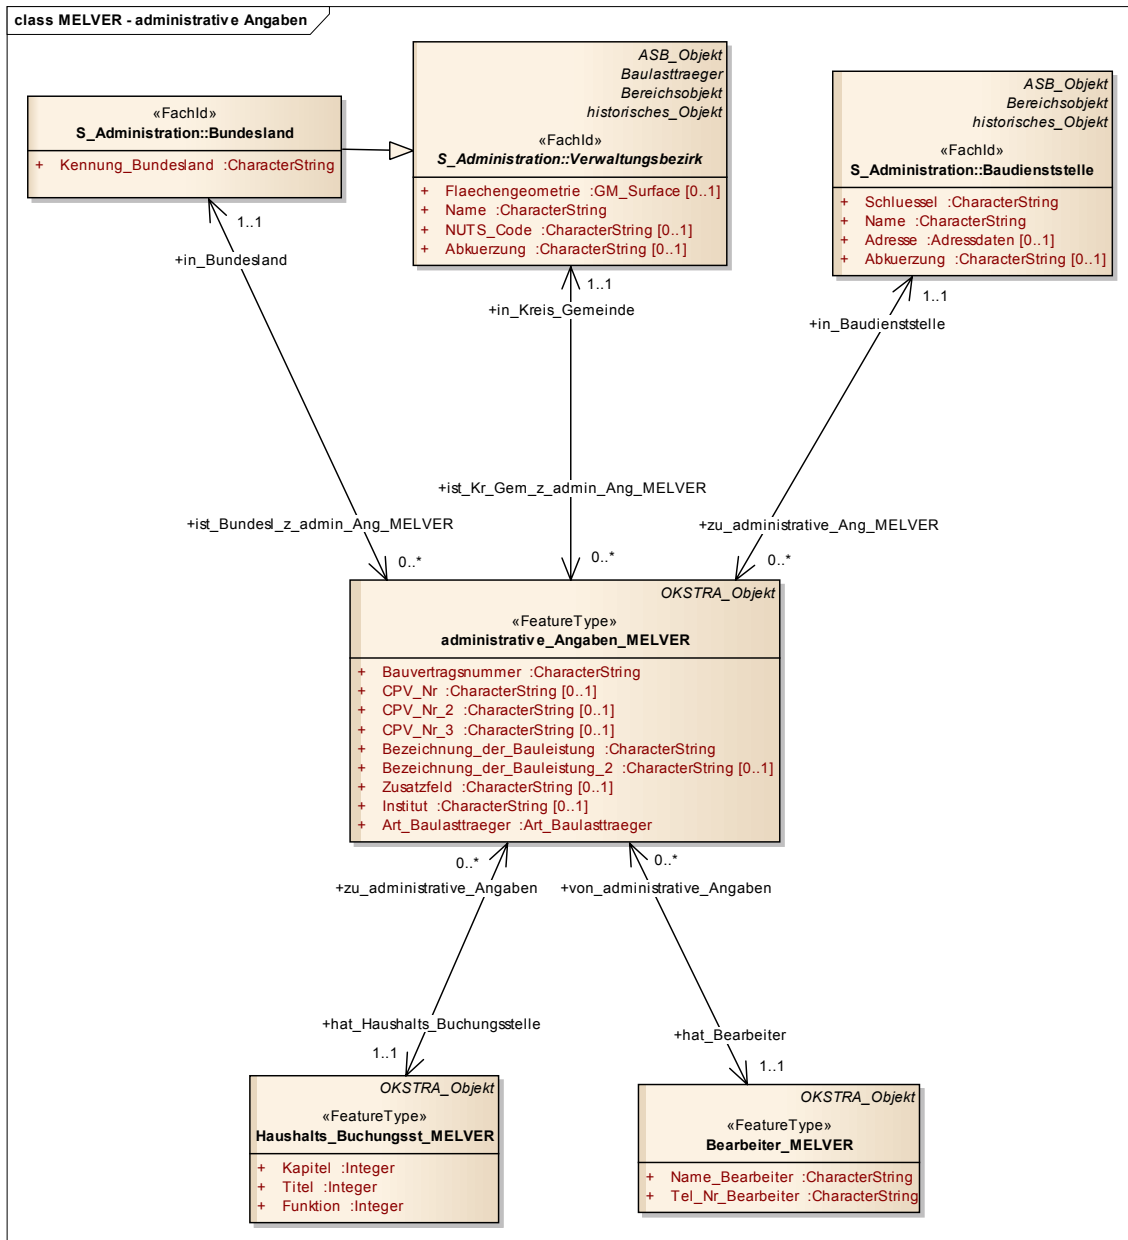 class MELVER - administrative Angaben
«FachId»
S_Administration::Bundesland
+ Kennung_Bundesland :CharacterString
ASB_Objekt
Baulasttraeger
Bereichsobjekt
historisches_Objekt
«FachId»
S_Administration::Verwaltungsbezirk
+ Flaechengeometrie :GM_Surface [0..1]
+ Name :CharacterString
+ NUTS_Code :CharacterString [0..1]
+ Abkuerzung :CharacterString [0..1]
ASB_Objekt
Bereichsobjekt
historisches_Objekt
«FachId»
S_Administration::Baudienststelle
+ Schluessel :CharacterString
+ Name :CharacterString
+ Adresse :Adressdaten [0..1]
+ Abkuerzung :CharacterString [0..1]
1..1
+in_Bundesland
1..1
+in_Kreis_Gemeinde
1..1
+in_Baudienststelle
+ist_Bundesl_z_admin_Ang_MELVER
0..*
+ist_Kr_Gem_z_admin_Ang_MELVER
0..*
+zu_administrative_Ang_MELVER
0..*
OKSTRA_Objekt
«FeatureType»
administrative_Angaben_MELVER
+ Bauvertragsnummer :CharacterString
+ CPV_Nr :CharacterString [0..1]
+ CPV_Nr_2 :CharacterString [0..1]
+ CPV_Nr_3 :CharacterString [0..1]
+ Bezeichnung_der_Bauleistung :CharacterString
+ Bezeichnung_der_Bauleistung_2 :CharacterString [0..1]
+ Zusatzfeld :CharacterString [0..1]
+ Institut :CharacterString [0..1]
+ Art_Baulasttraeger :Art_Baulasttraeger
0..*
+zu_administrative_Angaben
0..*
+von_administrative_Angaben
+hat_Haushalts_Buchungsstelle
1..1
+hat_Bearbeiter
1..1
OKSTRA_Objekt
«FeatureType»
Haushalts_Buchungsst_MELVER
+ Kapitel :Integer
+ Titel :Integer
+ Funktion :Integer
OKSTRA_Objekt
«FeatureType»
Bearbeiter_MELVER
+ Name_Bearbeiter :CharacterString
+ Tel_Nr_Bearbeiter :CharacterString